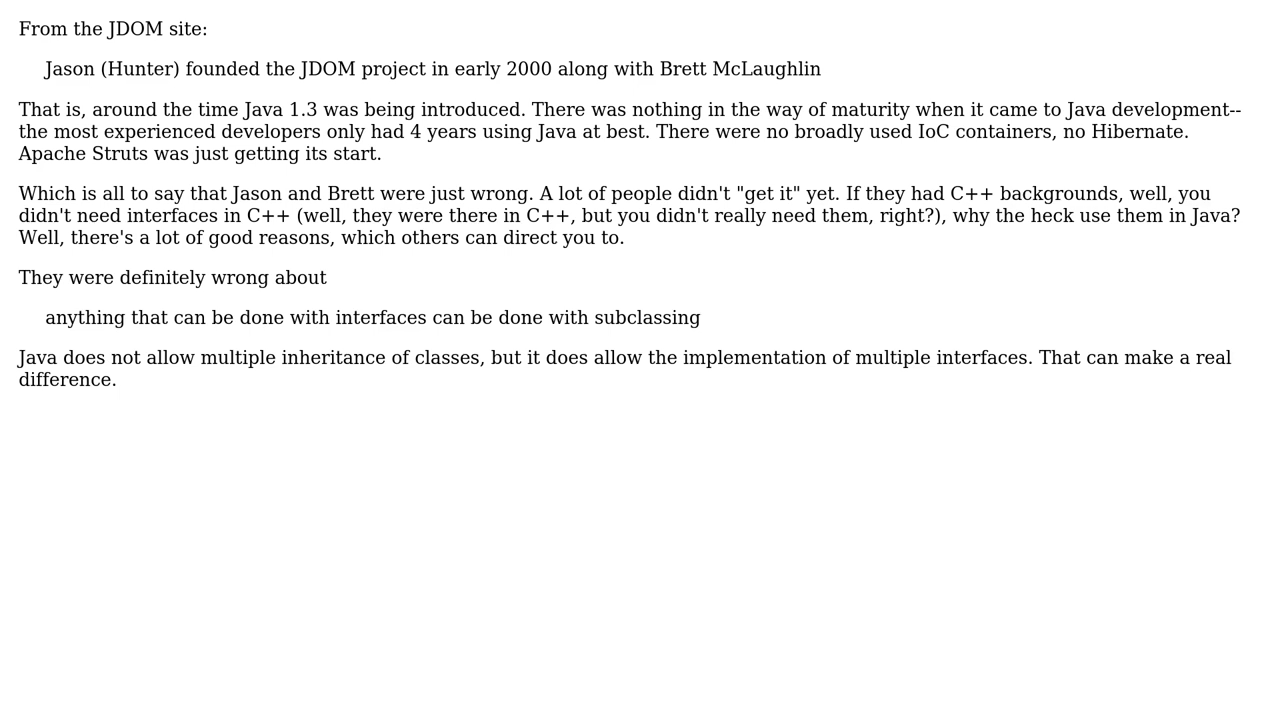 From the JDOM site:
Jason (Hunter) founded the JDOM project in early 2000 along with Brett McLaughlin
That is, around the time Java 1.3 was being introduced. There was nothing in the way of maturity when it came to Java development--
the most experienced developers only had 4 years using Java at best. There were no broadly used IoC containers, no Hibernate.
Apache Struts was just getting its start.
Which is all to say that Jason and Brett were just wrong. A lot of people didn't "get it" yet. If they had C++ backgrounds, well, you
didn't need interfaces in C++ (well, they were there in C++, but you didn't really need them, right?), why the heck use them in Java?
Well, there's a lot of good reasons, which others can direct you to.
They were definitely wrong about
anything that can be done with interfaces can be done with subclassing
Java does not allow multiple inheritance of classes, but it does allow the implementation of multiple interfaces. That can make a real
difference.